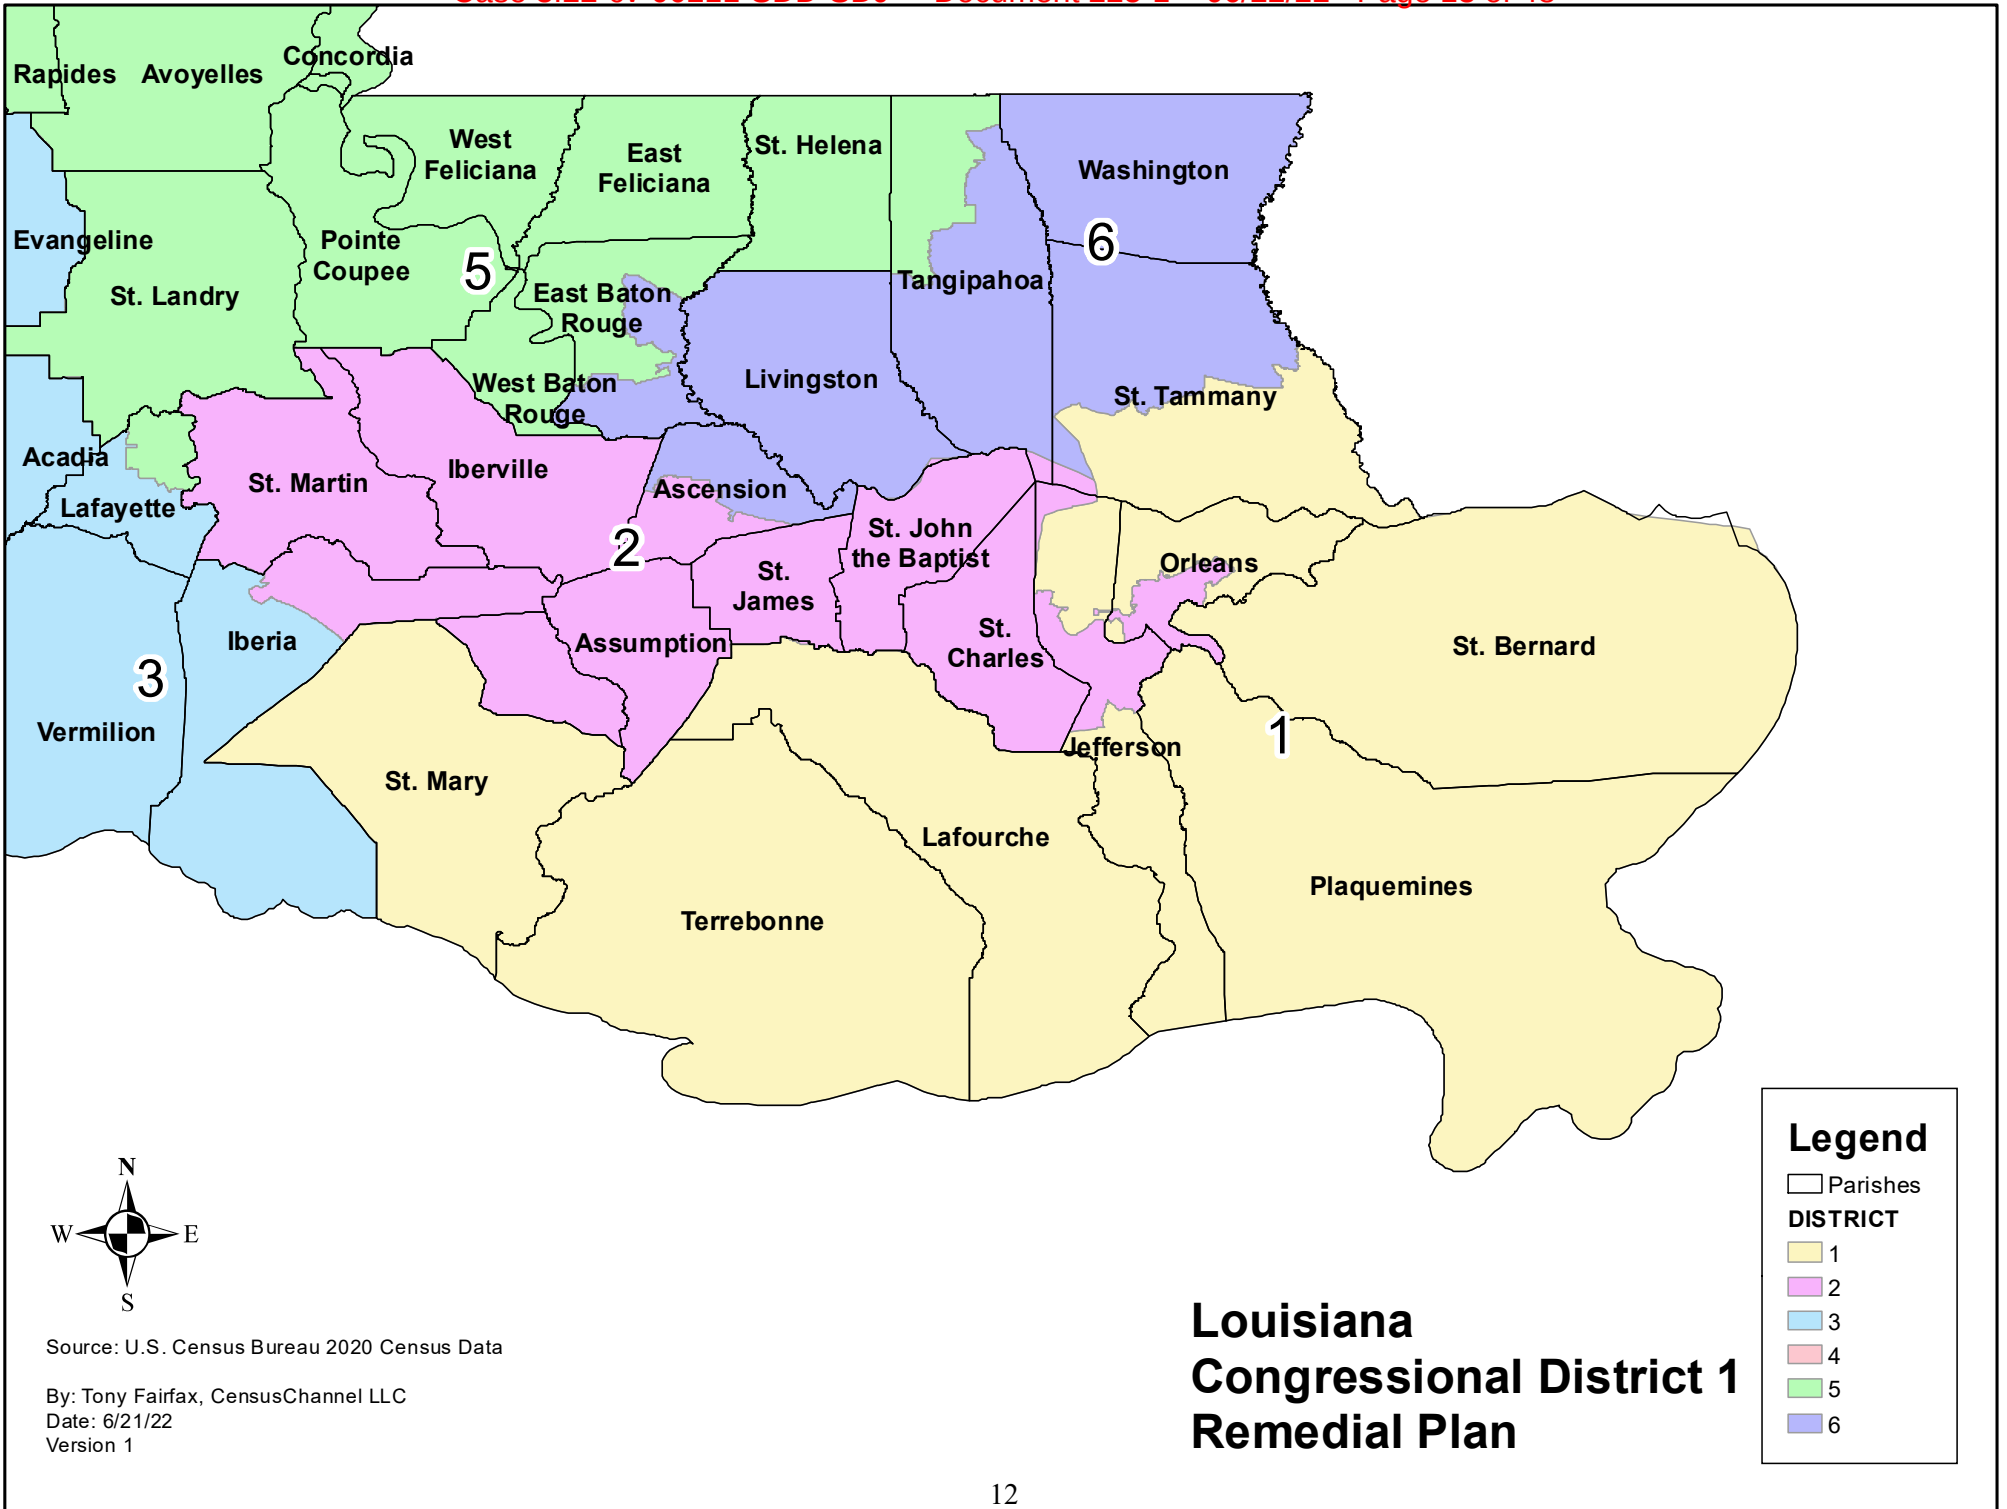 Rapides
Avoyelles
Concordia
West
Feliciana
East
Feliciana
St. Helena
Washington
Evangeline
Pointe
Coupee
5
6
St. Landry
East Baton
Rouge
Tangipahoa
West Baton
Rouge
Livingston
St. Tammany
Acadia
Lafayette
St. Martin
Iberville
Ascension
2
St. John
the Baptist
Orleans
St.
James
Iberia
Assumption
St.
Charles
St. Bernard
3
Vermilion
1
Jefferson
St. Mary
Lafourche
Terrebonne
Plaquemines
N
W
E
S
Source: U.S. Census Bureau 2020 Census Data
By: Tony Fairfax, CensusChannel LLC
Date: 6/21/22
Version 1
Louisiana
Congressional District 1
Remedial Plan
Legend
Parishes
DISTRICT
1
2
3
4
5
6
12